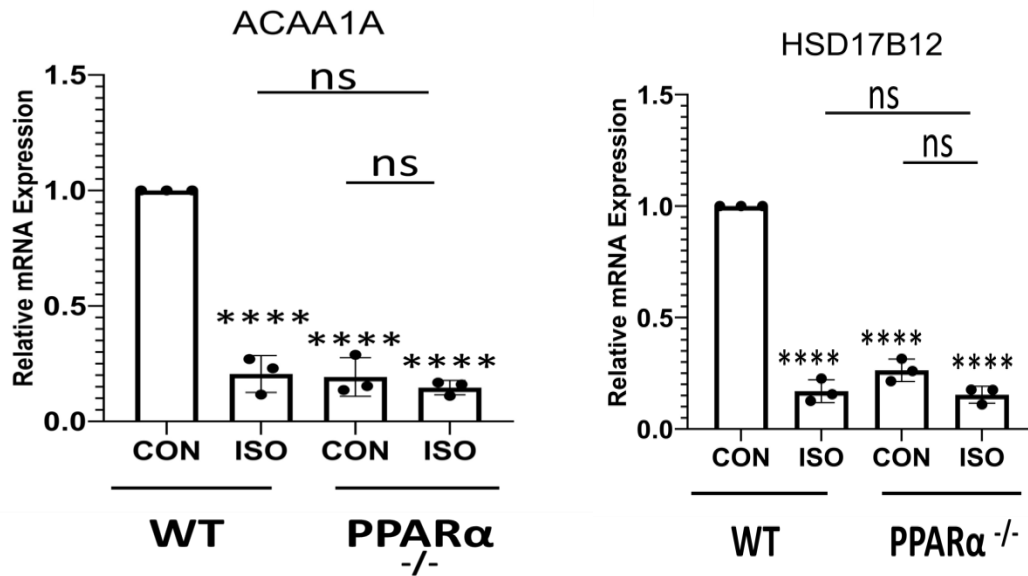 ACAA1A
Relative mRNA Expression
1.5
1.0
0.5
0.0
ns
ns
****
****
****
CON ISO CON ISO
WT PPARα
-/-
HSD17B12
Relative mRNA Expression
1.5
1.0
0.5
0.0
ns
ns
****
****
****
CON ISO CON ISO
WT PPARα -/-